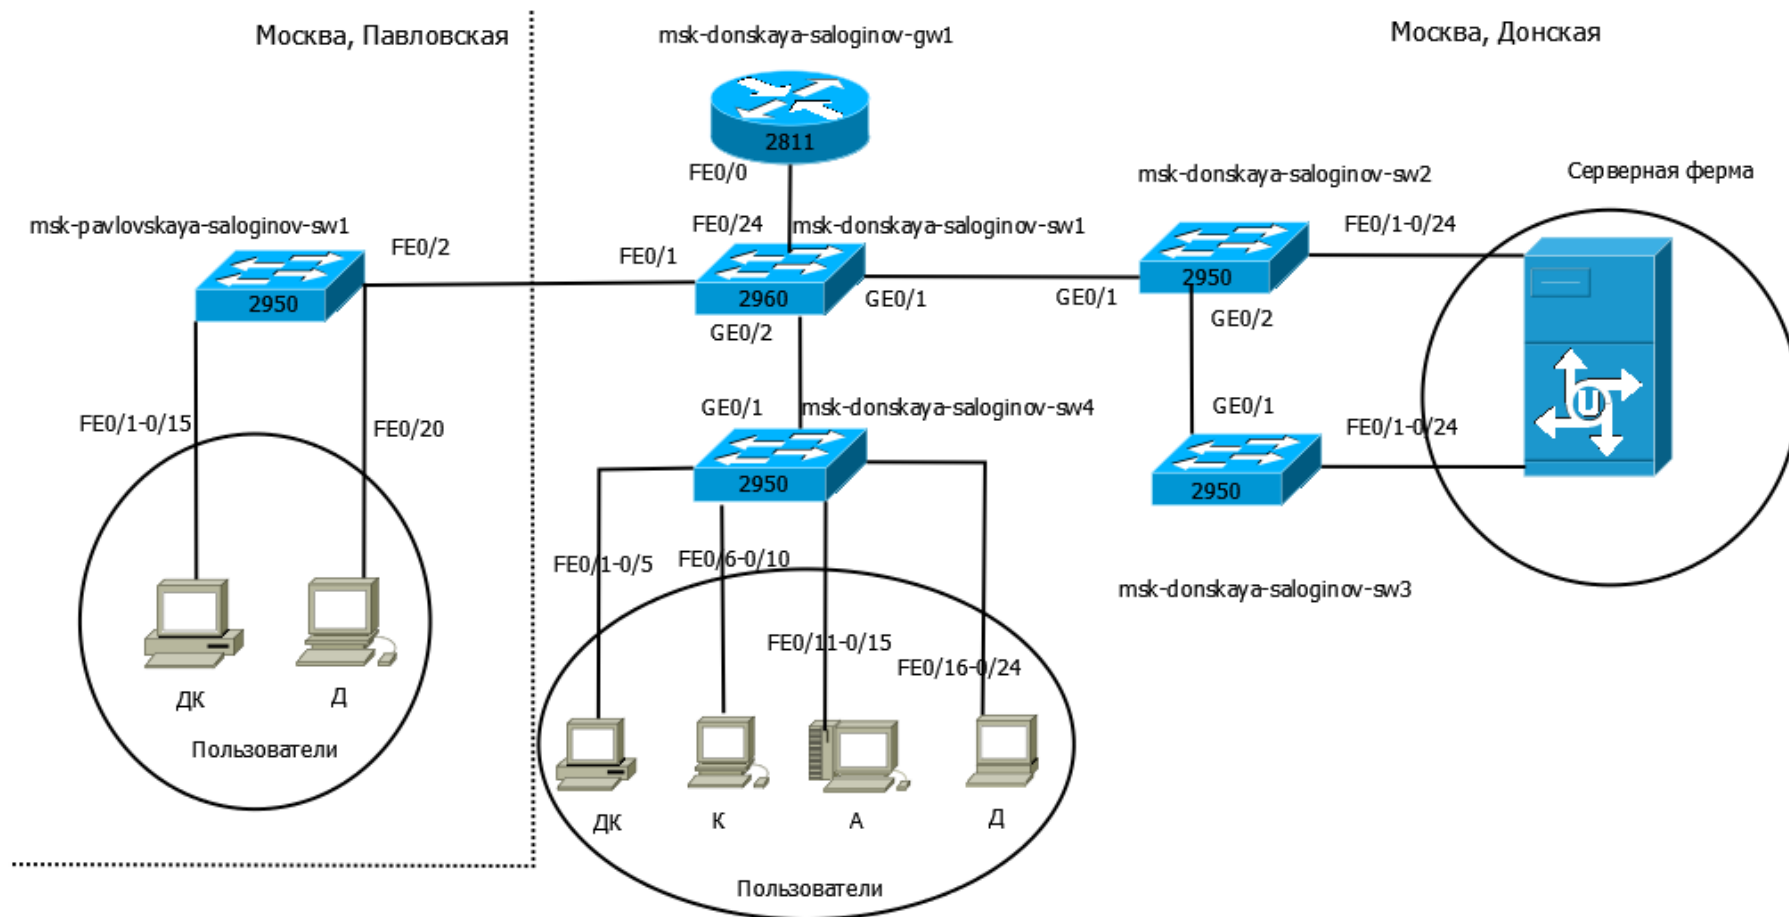 Москва, Павловская
msk-donskaya-saloginov-gw1
Москва, Донская
2811
FE0/0
msk-donskaya-saloginov-sw2
Серверная ферма
msk-pavlovskaya-saloginov-sw1
FE0/2
FE0/1
FE0/24
msk-donskaya-saloginov-sw1
FE0/1-0/24
2950
2960
GE0/1
GE0/1
2950
GE0/2
GE0/2
GE0/1
msk-donskaya-saloginov-sw4
GE0/1
FE0/1-0/24
FE0/1-0/15
FE0/20
2950
2950
U
FE0/1-0/5
FE0/6-0/10
msk-donskaya-saloginov-sw3
FE0/11-0/15
FE0/16-0/24
ДК
Д
Пользователи
ДК
К
А
Д
Пользователи